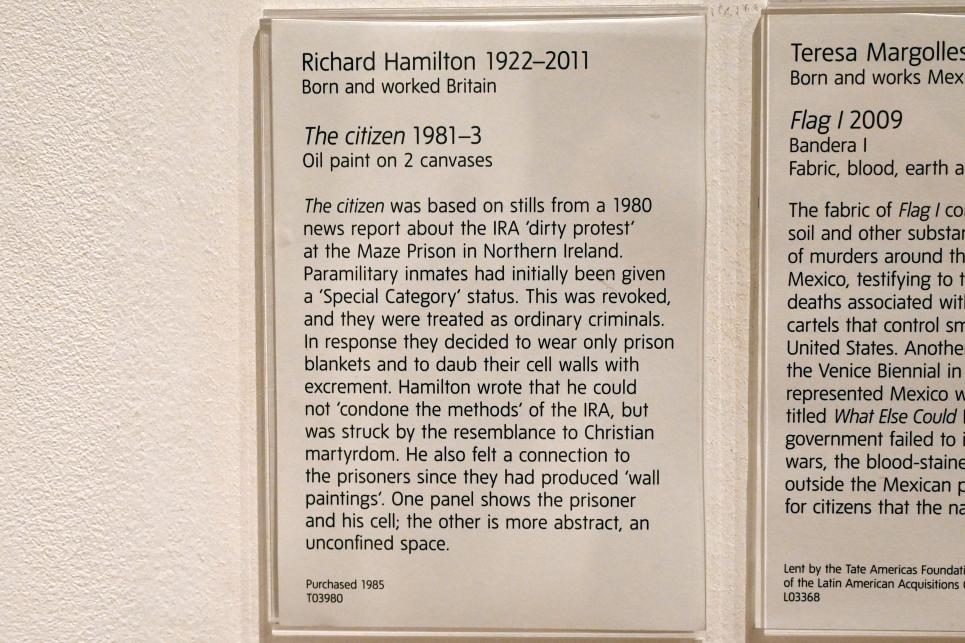 Richard Hamilton 1922–2011
Born and worked Britain
The citizen 1981–3
Oil paint on 2 canvases
The citizen was based on stills from a 1980
news report about the IRA ‘dirty protest’
at the Maze Prison in Northern Ireland.
Paramilitary inmates had initially been given
a ‘Special Category’ status. This was revoked,
and they were treated as ordinary criminals.
In response they decided to wear only prison
blankets and to daub their cell walls with
excrement. Hamilton wrote that he could
not ‘condone the methods’ of the IRA, but
was struck by the resemblance to Christian
martyrdom. He also felt a connection to
the prisoners since they had produced ‘wall
paintings’. One panel shows the prisoner
and his cell; the other is more abstract, an
unconfined space.
Purchased 1985
T03980
Teresa Margolles
Born and works Mex
Flag I 2009
Bandera I
Fabric, blood, earth a
The fabric of Flag I co
soil and other substan
of murders around th
Mexico, testifying to t
deaths associated with
cartels that control sm
United States. Anothe
the Venice Biennial in
represented Mexico w
titled What Else Could
government failed to i
wars, the blood-staine
outside the Mexican p
for citizens that the na
Lent by the Tate Americas Foundati
of the Latin American Acquisitions
L03368